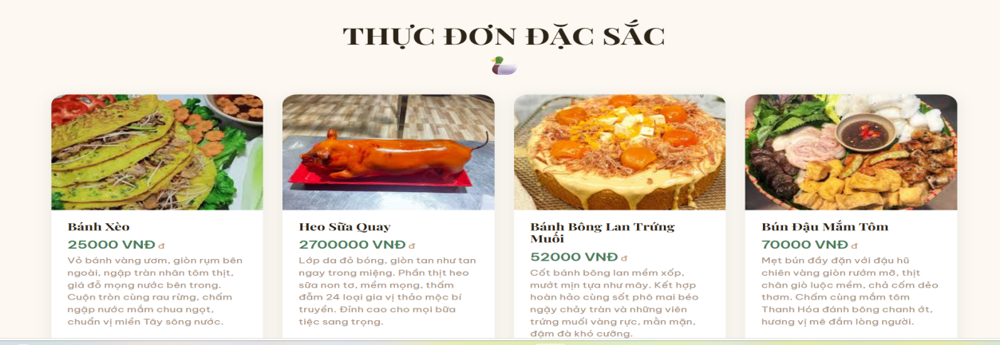 THỰC ĐƠN ĐẶC SẮC
Bánh Xèo
25000 VNĐ đ
Vỏ bánh vàng ươm, giòn rụm bên
ngoài, ngập tràn nhân tôm thịt,
giá đỗ mọng nước bên trong.
Cuộn tròn cùng rau rừng, chấm
ngập nước mắm chua ngọt,
chuẩn vị miền Tây sông nước.
Heo Sữa Quay
2700000 VNĐ đ
Lớp da đỏ bóng, giòn tan như tan
ngay trong miệng. Phần thịt heo
sữa non tơ, mềm mọng, thấm
đẫm 24 loại gia vị thảo mộc bí
truyền. Đỉnh cao cho mọi bữa
tiệc sang trọng.
Bánh Bông Lan Trứng
Muối
52000 VNĐ đ
Cốt bánh bông lan mềm xốp,
mướt mịn tựa như mây. Kết hợp
hoàn hảo cùng sốt phô mai béo
ngậy chảy tràn và những viên
trứng muối vàng rực, mằn mặn,
đậm đà khó cưỡng.
Bún Đậu Mắm Tôm
70000 VNĐ đ
Mẹt bún đầy đặn với đậu hũ
chiên vàng giòn rướm mỡ, thịt
chân giò luộc mềm, chả cốm dẻo
thơm. Chấm cùng mắm tôm
Thanh Hóa đánh bông chanh ớt,
hương vị mê đắm lòng người.